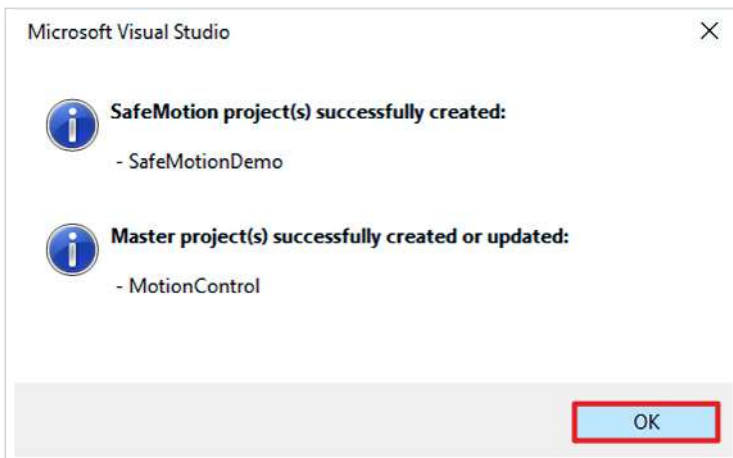 Microsoft Visual Studio
SafeMotion project(s) successfully created:
- SafeMotionDemo
Master project(s) successfully created or updated:
- MotionControl
OK